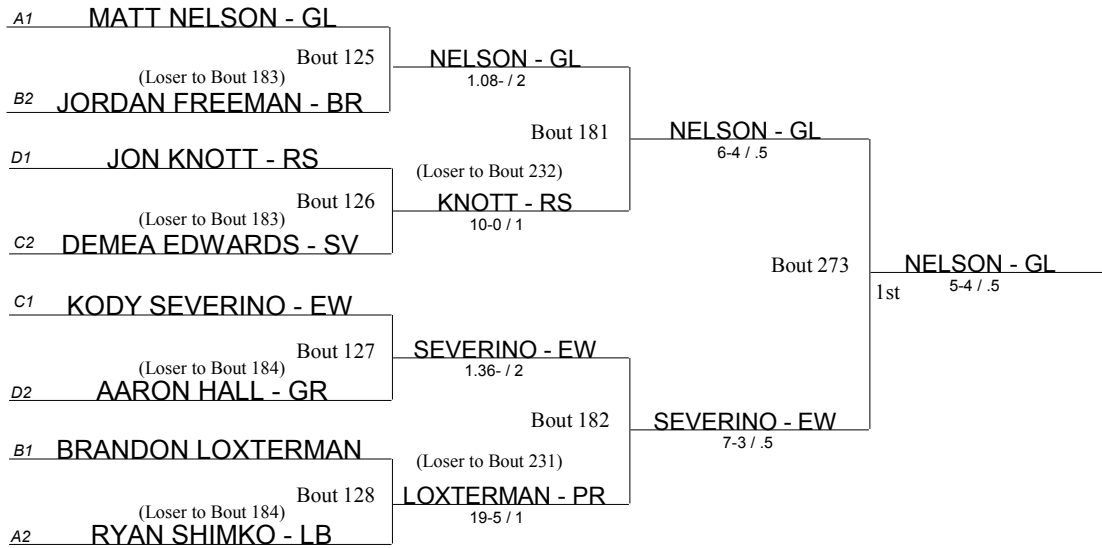 A1 MATT NELSON - GL
Bout 125 NELSON - GL
(Loser to Bout 183) 1.08- / 2
B2 JORDAN FREEMAN - BR
Bout 181 NELSON - GL
6-4 / .5
D1 JON KNOTT - RS
(Loser to Bout 232)
Bout 126 KNOTT - RS
(Loser to Bout 183) 10-0 / 1
C2 DEMEA EDWARDS - SV
Bout 273 NELSON - GL
1st 5-4 / .5
C1 KODY SEVERINO - EW
Bout 127 SEVERINO - EW
(Loser to Bout 184) 1.36- / 2
D2 AARON HALL - GR
Bout 182 SEVERINO - EW
7-3 / .5
B1 BRANDON LOXTERMAN
(Loser to Bout 231)
Bout 128 LOXTERMAN - PR
(Loser to Bout 184) 19-5 / 1
A2 RYAN SHIMKO - LB